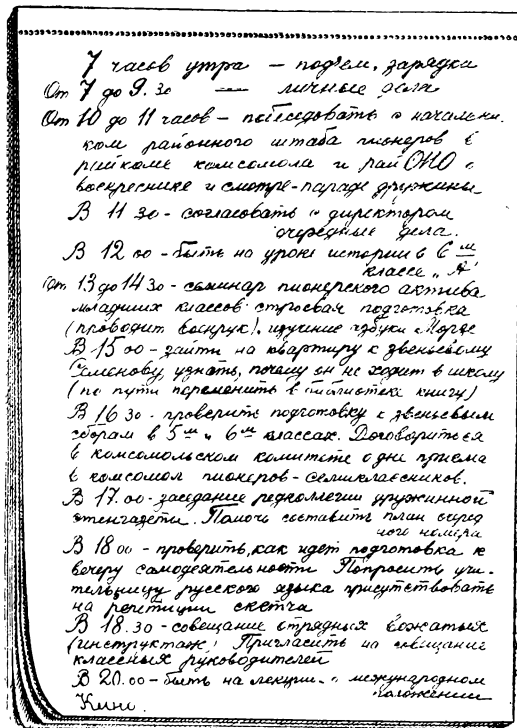 7 часов утра — подъем, зарядка
От 7 до 9.30 — личные дела
От 10 до 11 часов — побеседовать с начальни-
ком районного штаба пионеров в
райкоме комсомола и райОНО о
воскреснике и смотре-параде дружины
В 11 30 - согласовать с директором
очередные дела.
В 12 00 - быть на уроке истории в 6м
классе „А"
От 13 до 14 30 - семинар пионерского актива
младших классов: строевая подготовка
(проводит военрук), изучение азбуки Морзе
В 15 00 - зайти на квартиру к звеньевому
Семенову, узнать, почему он не ходит в школу
(по пути переменить в библиотеке книгу)
В 16 30 - проверить подготовку к звеньевым
сборам в 5м и 6м классах. Договориться
в комсомольском комитете о дне приема
в комсомол пионеров-семиклассников.
В 17.00 - заседание редколлегии дружинной
стенгазеты. Помочь составить план очеред
ного номера
В 18 00 - проверить, как идет подготовка к
вечеру самодеятельности Попросить учи-
тельницу русского языка присутствовать
на репетиции скетча
В 18.30 - совещание отрядных вожатых
(инструктаж) Пригласить на совещание
классных руководителей
В 20.00 - быть на лекции о международном
положении
Кино.